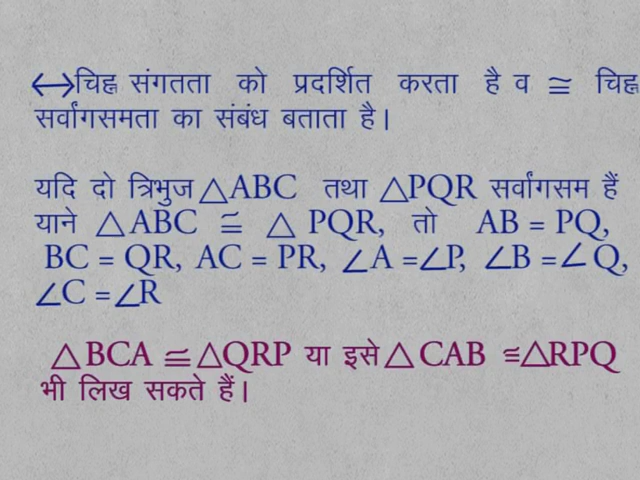 ↔चिह्न संगतता को प्रदर्शित करता है व ≅ चिह्न
सर्वांगसमता का संबंध बताता है।
यदि दो त्रिभुज △ABC तथा △PQR सर्वांगसम हैं
याने △ABC ≅ △ PQR, तो AB = PQ,
BC = QR, AC = PR, ∠A =∠P, ∠B =∠Q,
∠C =∠R
△BCA ≅△QRP या इसे△CAB ≅△RPQ
भी लिख सकते हैं।